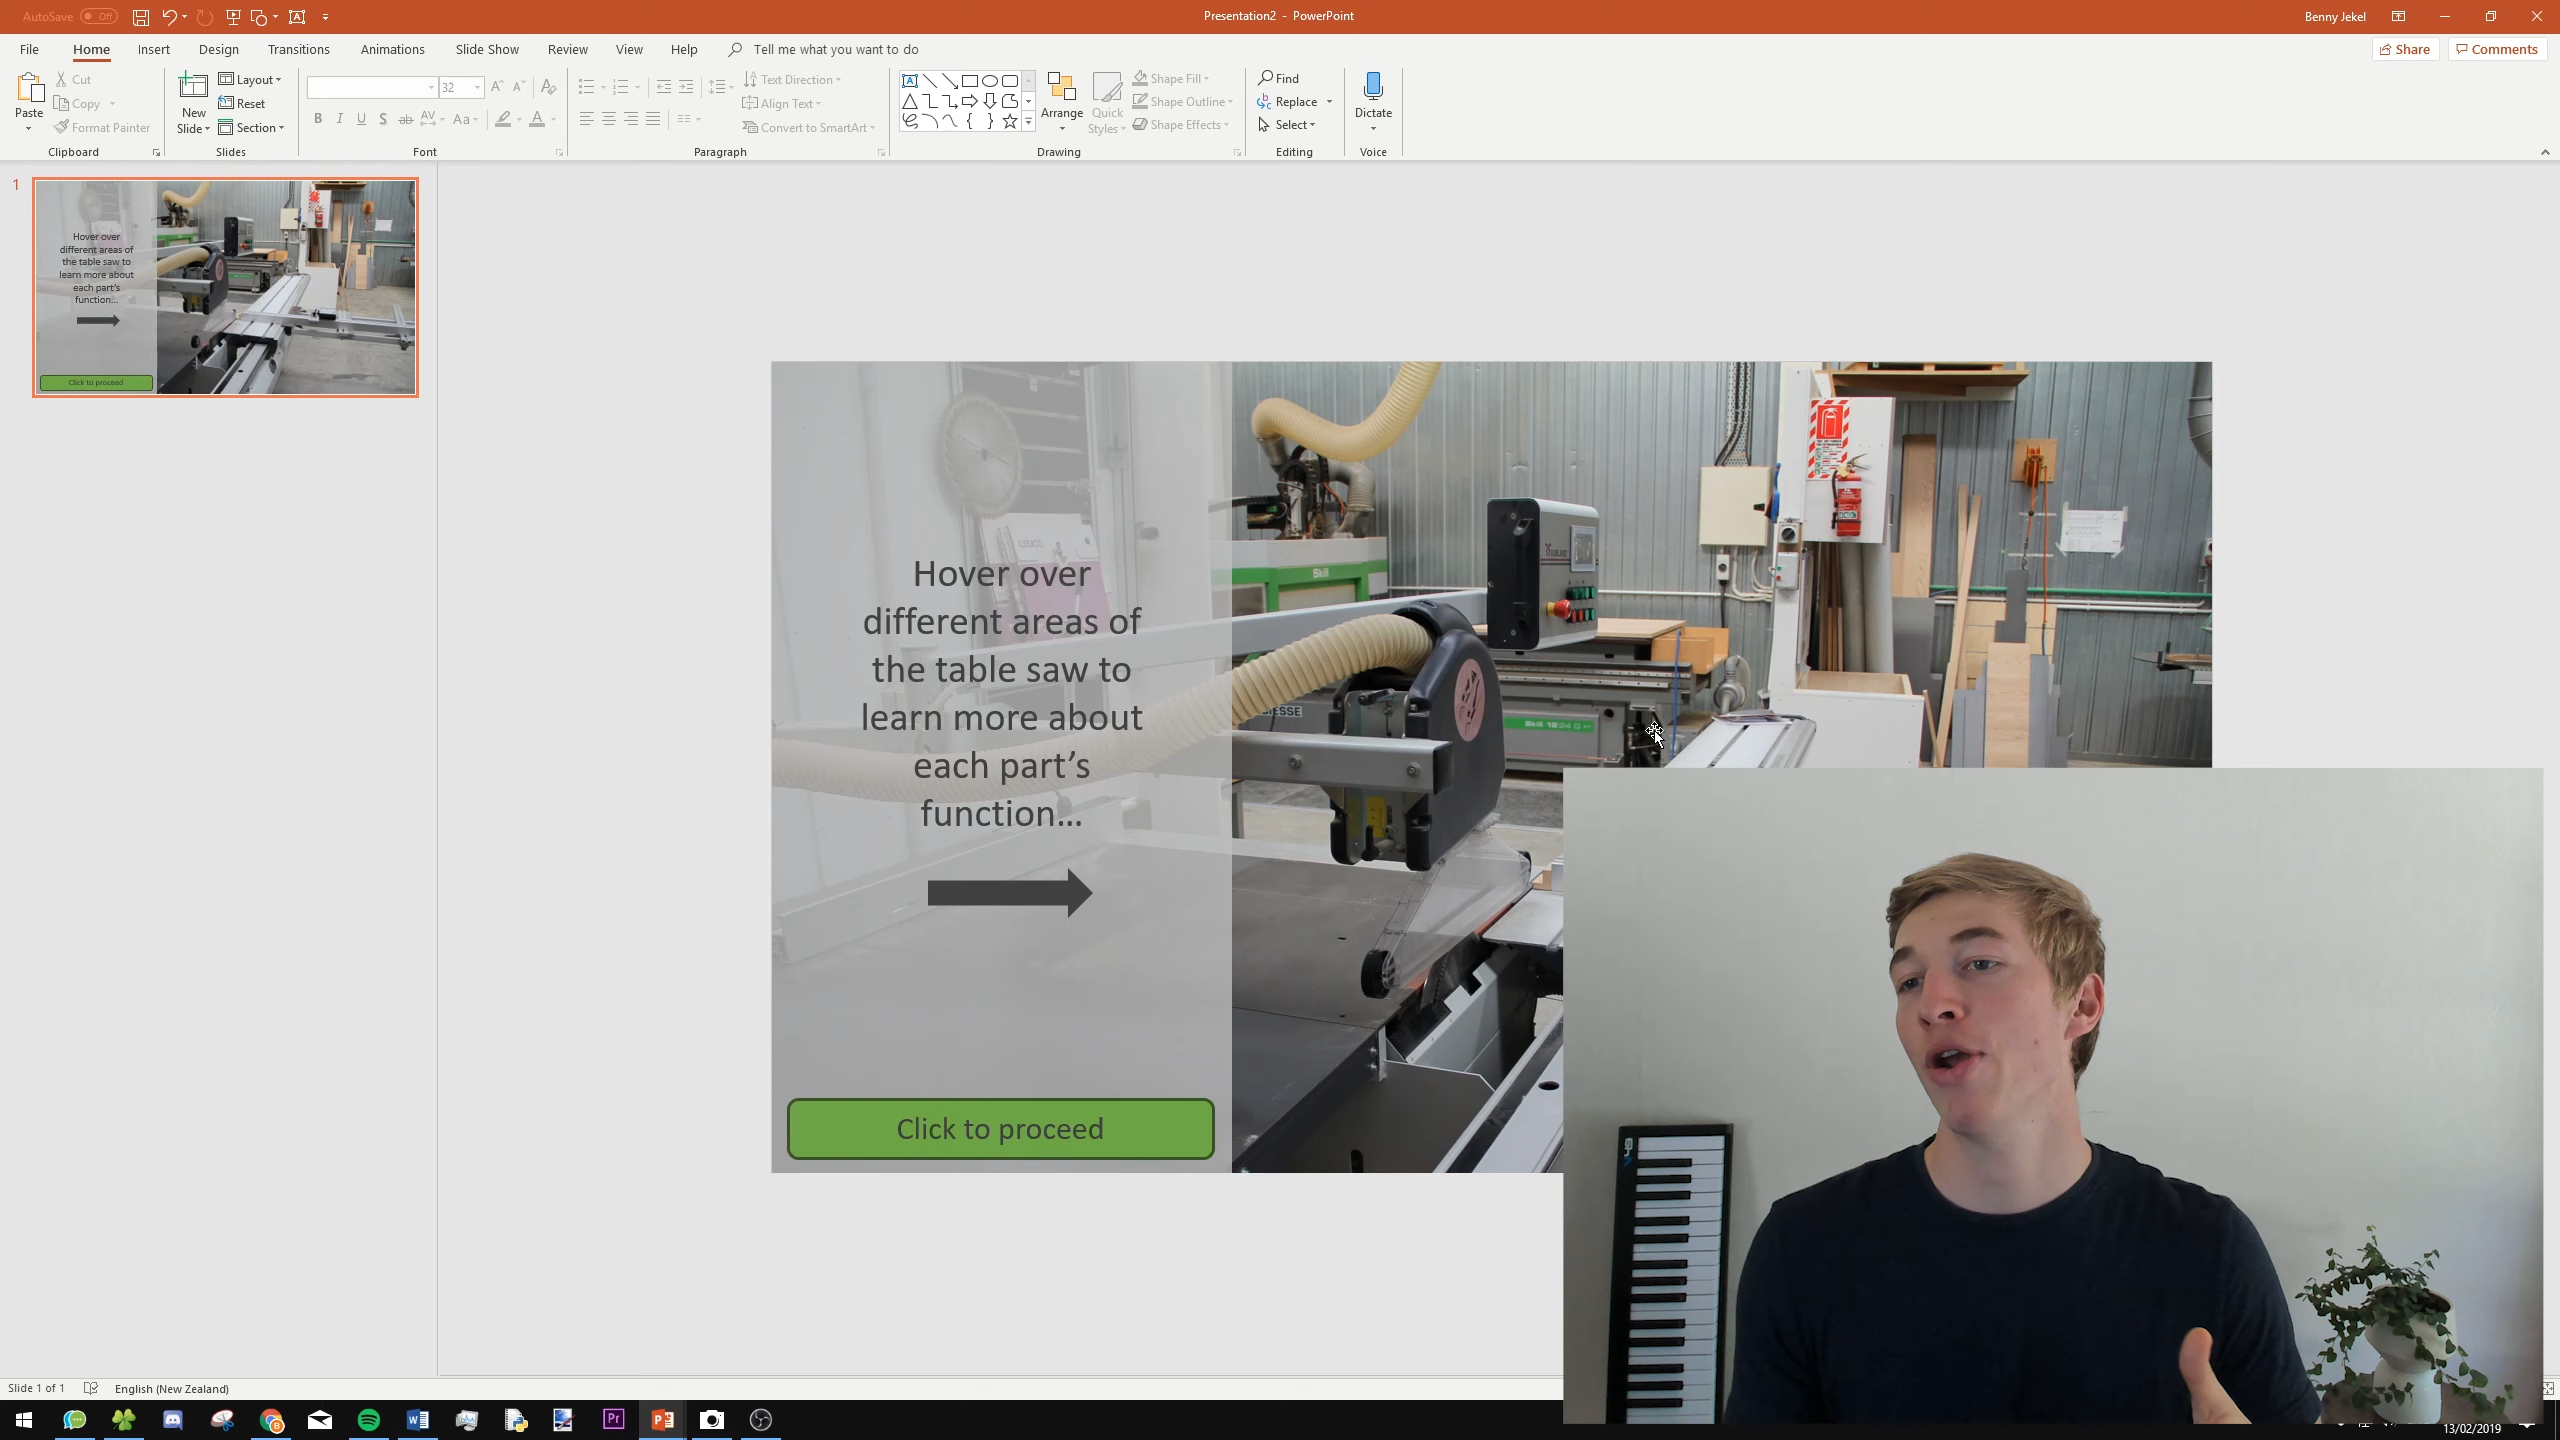 AutoSave Off
Presentation2 - PowerPoint
Benny Jekel
File Home Insert Design Transitions Animations Slide Show Review View Help Tell me what you want to do
Share Comments
Paste
Cut
Copy
Format Painter
Clipboard
New
Slide
Layout
Reset
Section
Slides
32
Font
Text Direction
Align Text
Convert to SmartArt
Paragraph
Arrange
Quick
Styles
Shape Fill
Shape Outline
Shape Effects
Drawing
Find
Replace
Select
Editing
Dictate
Voice
1
Hover over
different areas of
the table saw to
learn more about
each part's
function...
Click to proceed
Hover over
different areas of
the table saw to
learn more about
each part’s
function...
Click to proceed
Skill
Slide 1 of 1
English (New Zealand)
13/02/2019